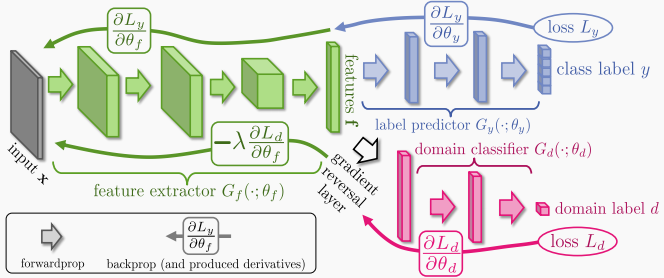 ∂L_y/∂θ_f
∂L_y/∂θ_y
loss L_y
features f
class label y
label predictor G_y(·; θ_y)
−λ ∂L_d/∂θ_f
input x
feature extractor G_f(·; θ_f)
gradient
reversal
layer
domain classifier G_d(·; θ_d)
domain label d
∂L_d/∂θ_d
loss L_d
forwardprop
∂L_y/∂θ_f
backprop (and produced derivatives)